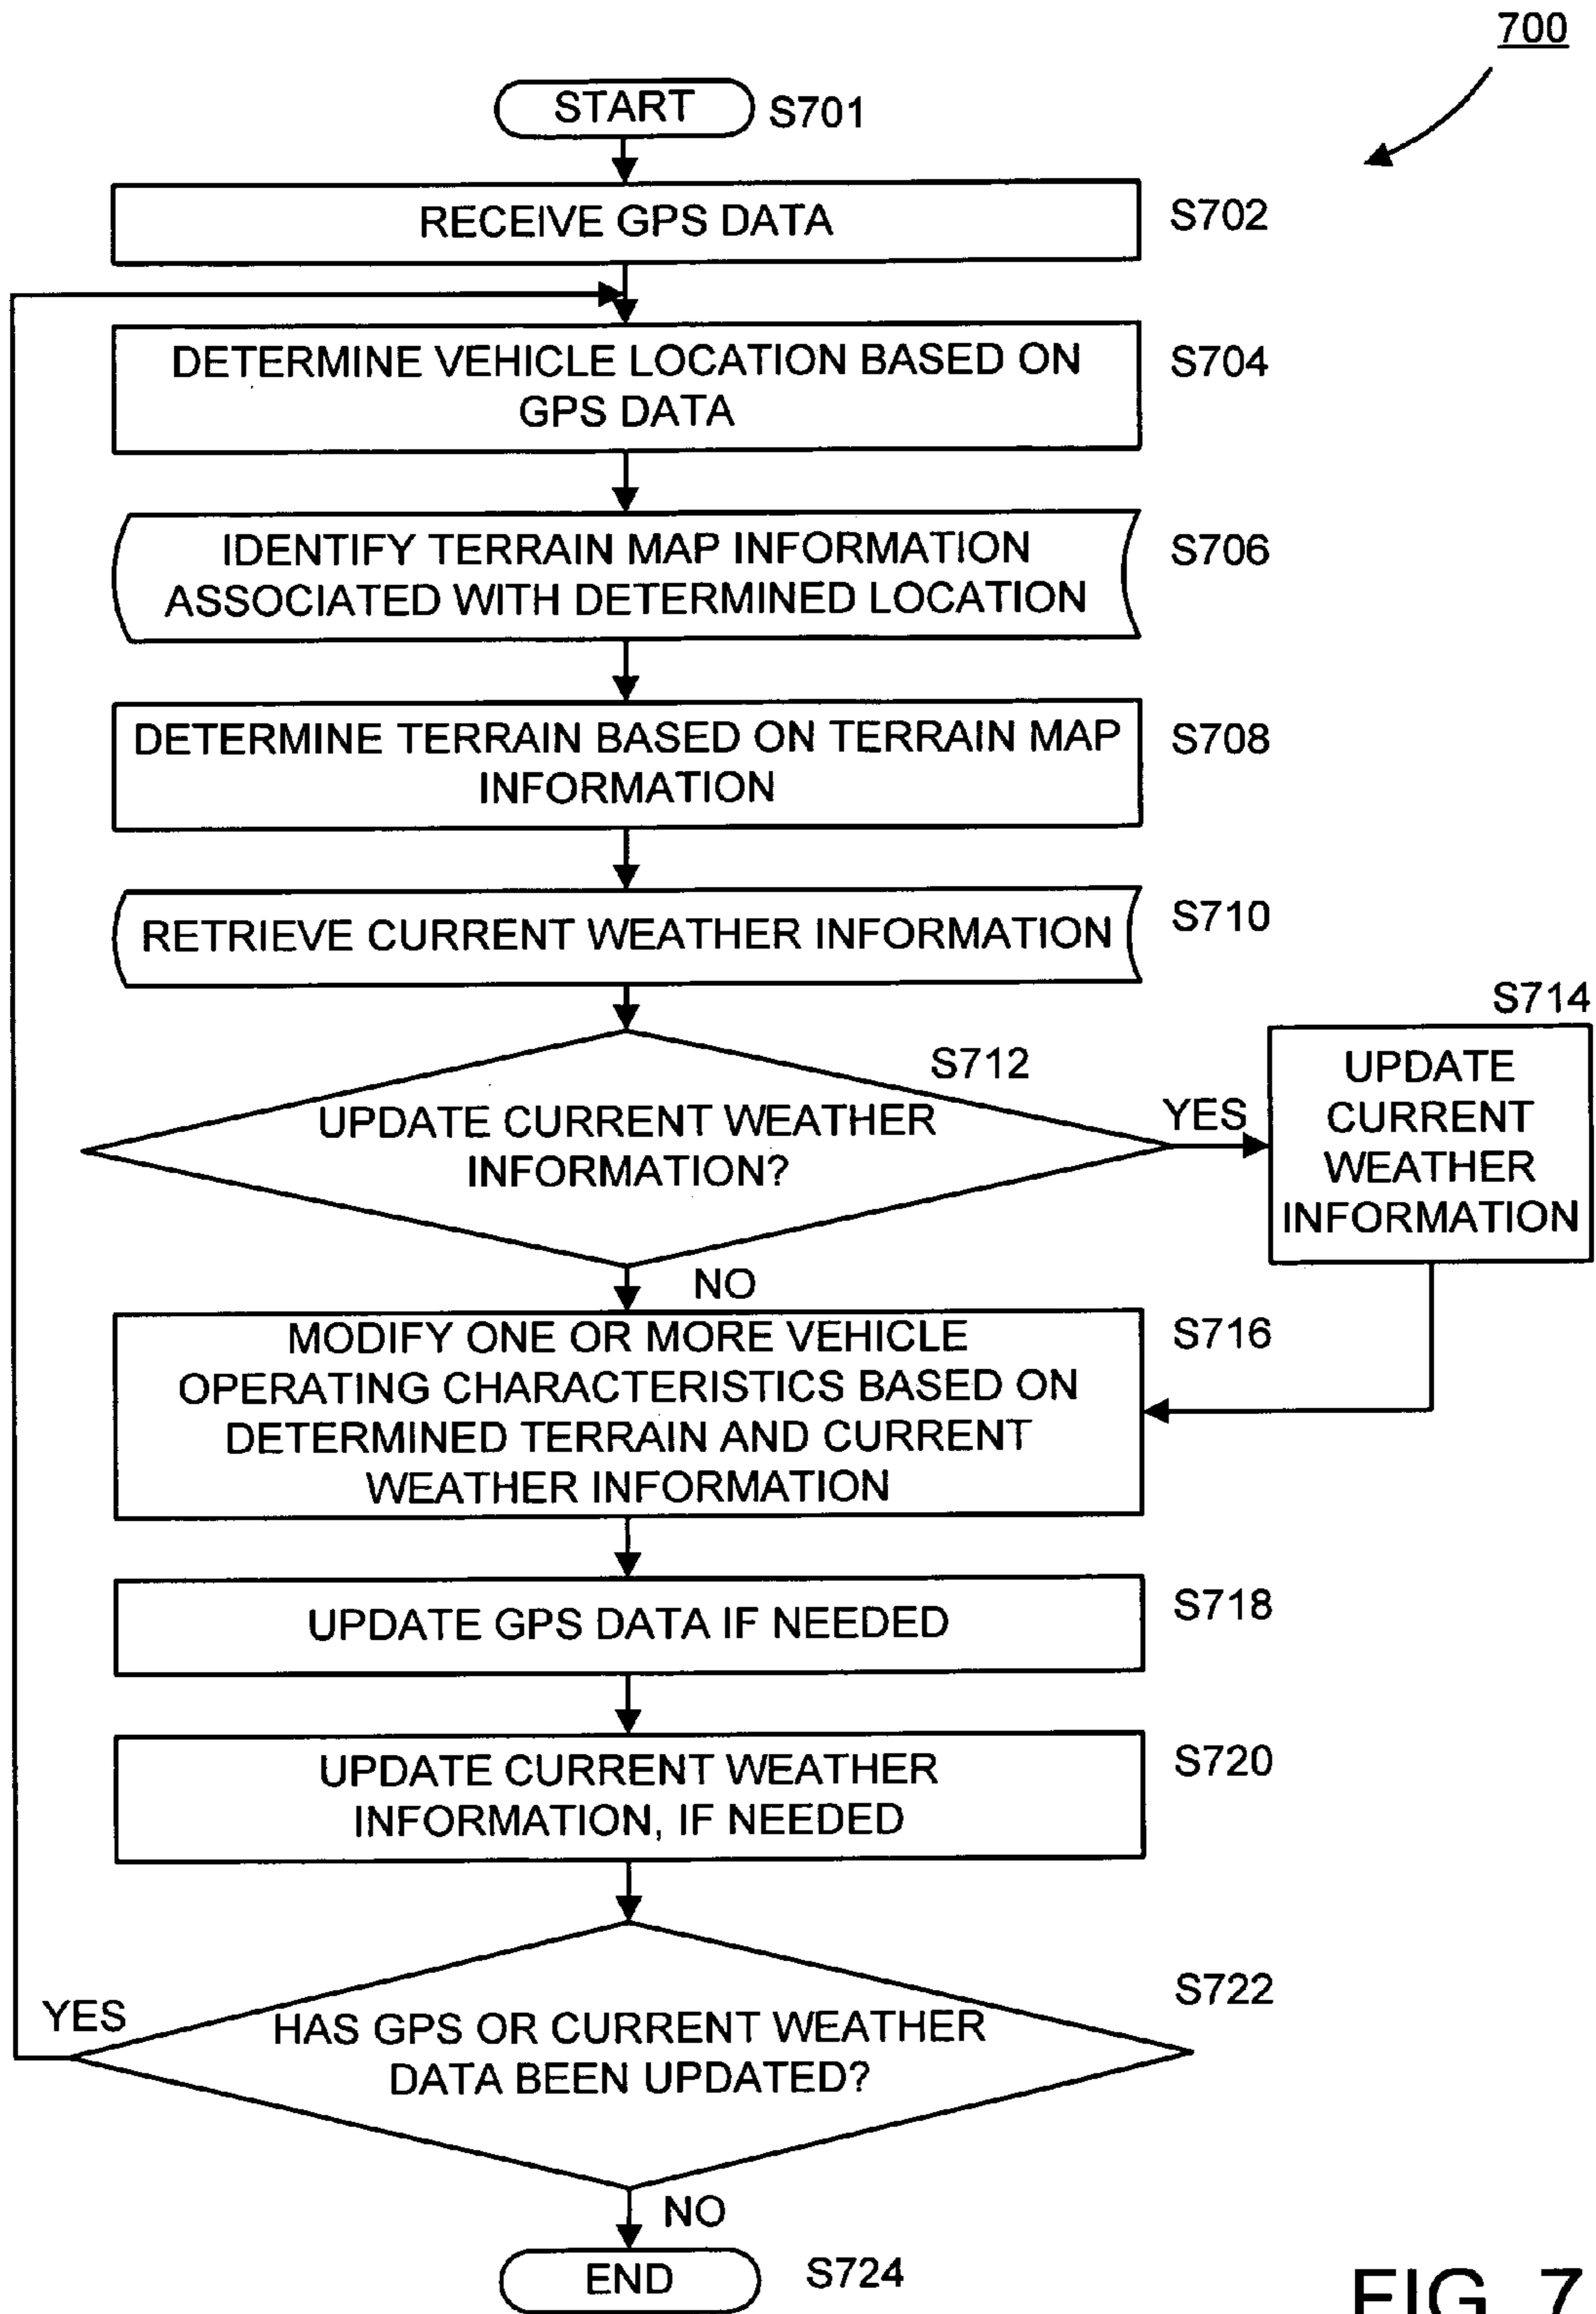 700
START
S701
RECEIVE GPS DATA
S702
DETERMINE VEHICLE LOCATION BASED ON
GPS DATA
S704
IDENTIFY TERRAIN MAP INFORMATION
ASSOCIATED WITH DETERMINED LOCATION
S706
DETERMINE TERRAIN BASED ON TERRAIN MAP
INFORMATION
S708
RETRIEVE CURRENT WEATHER INFORMATION
S710
S712
UPDATE CURRENT WEATHER
INFORMATION?
YES
S714
UPDATE
CURRENT
WEATHER
INFORMATION
NO
MODIFY ONE OR MORE VEHICLE
OPERATING CHARACTERISTICS BASED ON
DETERMINED TERRAIN AND CURRENT
WEATHER INFORMATION
S716
UPDATE GPS DATA IF NEEDED
S718
UPDATE CURRENT WEATHER
INFORMATION, IF NEEDED
S720
YES
HAS GPS OR CURRENT WEATHER
DATA BEEN UPDATED?
S722
NO
END
S724
FIG. 7